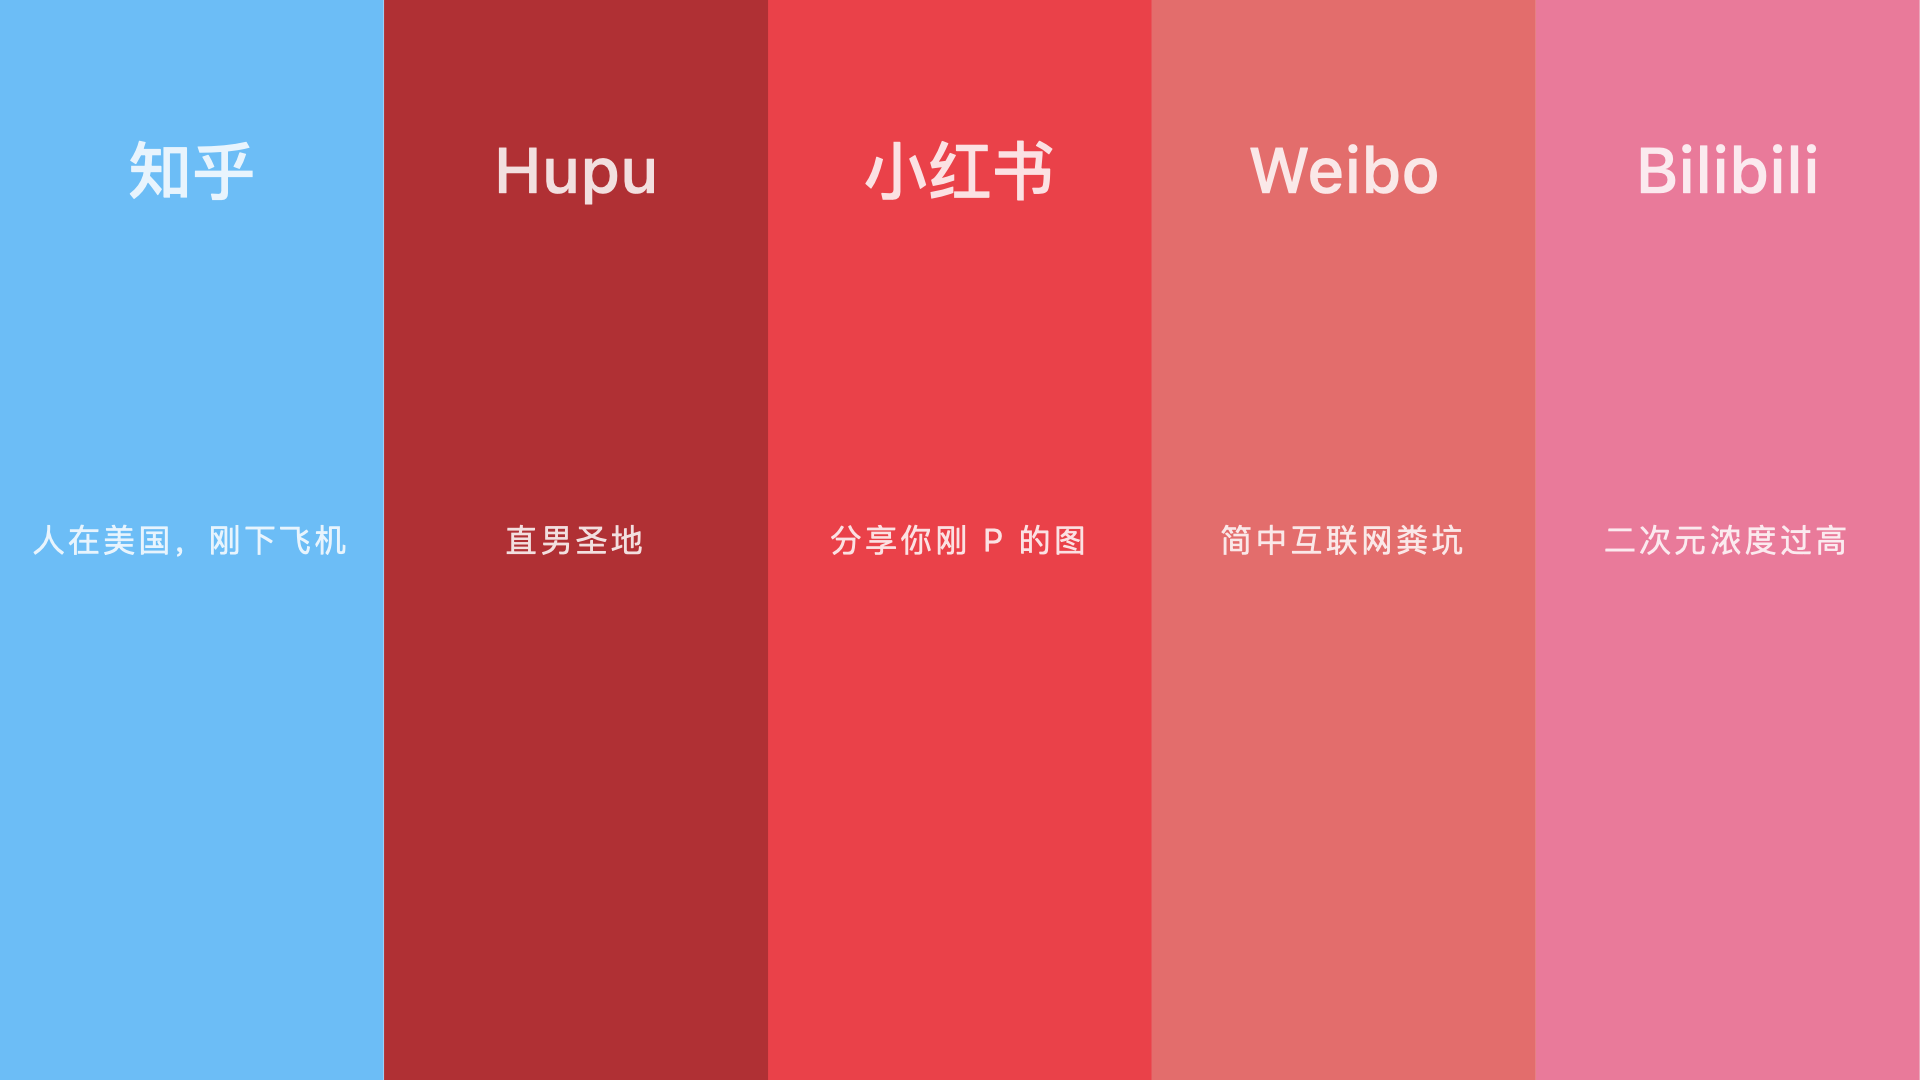 知乎
人在美国，刚下飞机
Hupu
直男圣地
小红书
分享你刚 P 的图
Weibo
简中互联网粪坑
Bilibili
二次元浓度过高